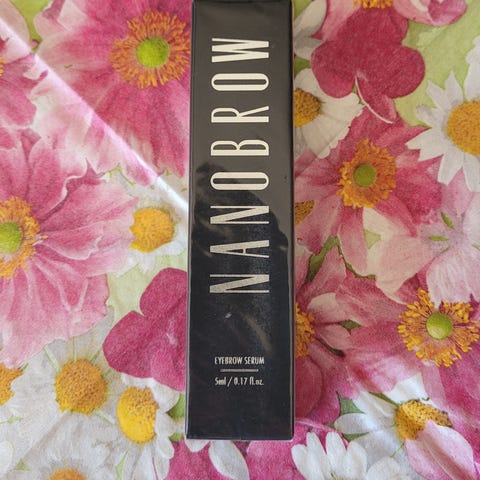 NANOBROW
EYEBROW SERUM
5ml / 0.17 fl.oz.